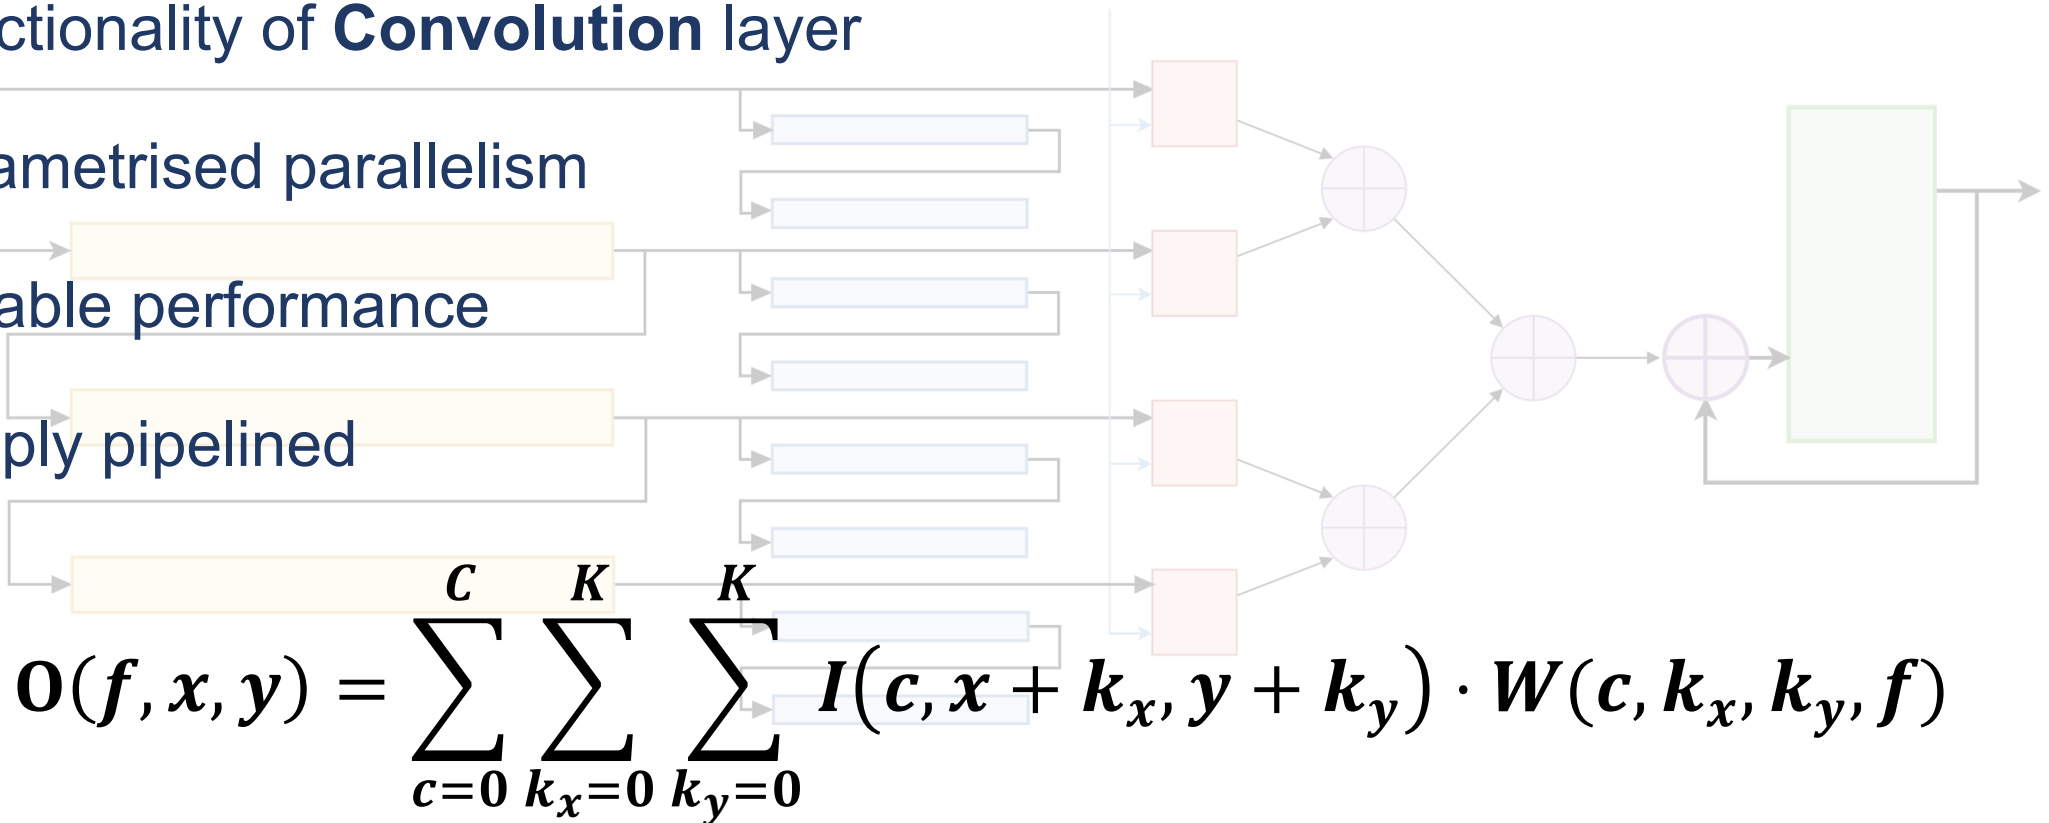 ctionality of Convolution layer
ametrised parallelism
able performance
ply pipelined
O(f, x, y) = ∑_{c=0}^{C} ∑_{k_x=0}^{K} ∑_{k_y=0}^{K} I(c, x + k_x, y + k_y) · W(c, k_x, k_y, f)